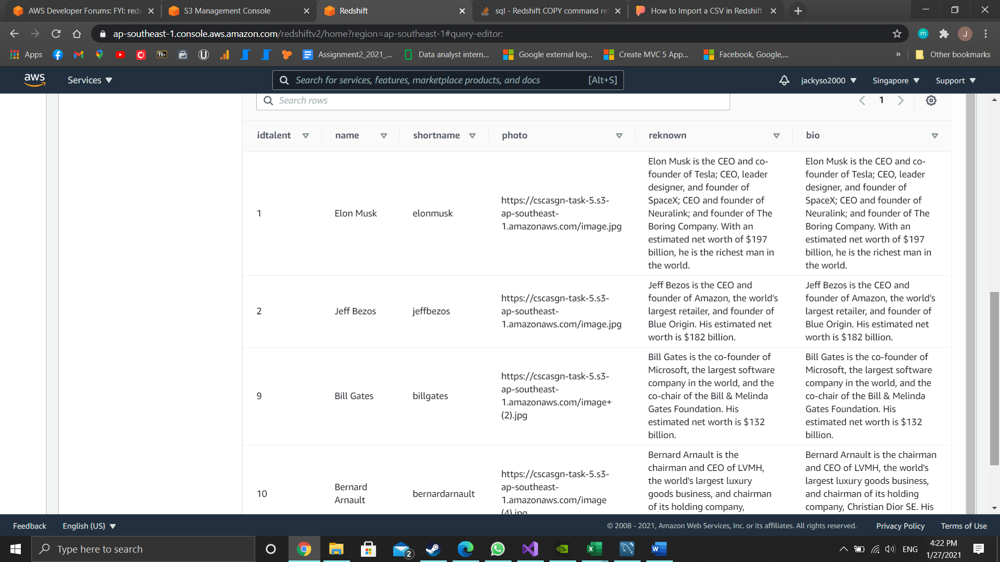 AWS Developer Forums: FYI: reds
S3 Management Console
Redshift
sql - Redshift COPY command ret
How to Import a CSV in Redshift
ap-southeast-1.console.aws.amazon.com/redshiftv2/home?region=ap-southeast-1#query-editor:
m
J
Apps
Bb
Assignment2_2021_...
Data analyst intern...
Google external log...
Create MVC 5 App...
Facebook, Google,...
»
Other bookmarks
aws
Services
Search for services, features, marketplace products, and docs
[Alt+S]
jackyso2000
Singapore
Support
Search rows
1
idtalent
name
shortname
photo
reknown
bio
1
Elon Musk
elonmusk
https://cscasgn-task-5.s3-
ap-southeast-
1.amazonaws.com/image.jpg
Elon Musk is the CEO and co-
founder of Tesla; CEO, leader
designer, and founder of
SpaceX; CEO and founder of
Neuralink; and founder of The
Boring Company. With an
estimated net worth of $197
billion, he is the richest man in
the world.
Elon Musk is the CEO and co-
founder of Tesla; CEO, leader
designer, and founder of
SpaceX; CEO and founder of
Neuralink; and founder of The
Boring Company. With an
estimated net worth of $197
billion, he is the richest man in
the world.
2
Jeff Bezos
jeffbezos
https://cscasgn-task-5.s3-
ap-southeast-
1.amazonaws.com/image.jpg
Jeff Bezos is the CEO and
founder of Amazon, the world's
largest retailer, and founder of
Blue Origin. His estimated net
worth is $182 billion.
Jeff Bezos is the CEO and
founder of Amazon, the world's
largest retailer, and founder of
Blue Origin. His estimated net
worth is $182 billion.
9
Bill Gates
billgates
https://cscasgn-task-5.s3-
ap-southeast-
1.amazonaws.com/image+
(2).jpg
Bill Gates is the co-founder of
Microsoft, the largest software
company in the world, and the
co-chair of the Bill & Melinda
Gates Foundation. His
estimated net worth is $132
billion.
Bill Gates is the co-founder of
Microsoft, the largest software
company in the world, and the
co-chair of the Bill & Melinda
Gates Foundation. His
estimated net worth is $132
billion.
10
Bernard
Arnault
bernardarnault
https://cscasgn-task-5.s3-
ap-southeast-
1.amazonaws.com/image
(4).jpg
Bernard Arnault is the
chairman and CEO of LVMH,
the world's largest luxury
goods business, and chairman
of its holding company,
Bernard Arnault is the chairman
and CEO of LVMH, the world's
largest luxury goods business,
and chairman of its holding
company, Christian Dior SE. His
Feedback
English (US)
© 2008 - 2021, Amazon Web Services, Inc. or its affiliates. All rights reserved.
Privacy Policy
Terms of Use
Type here to search
2
ENG
4:22 PM
1/27/2021